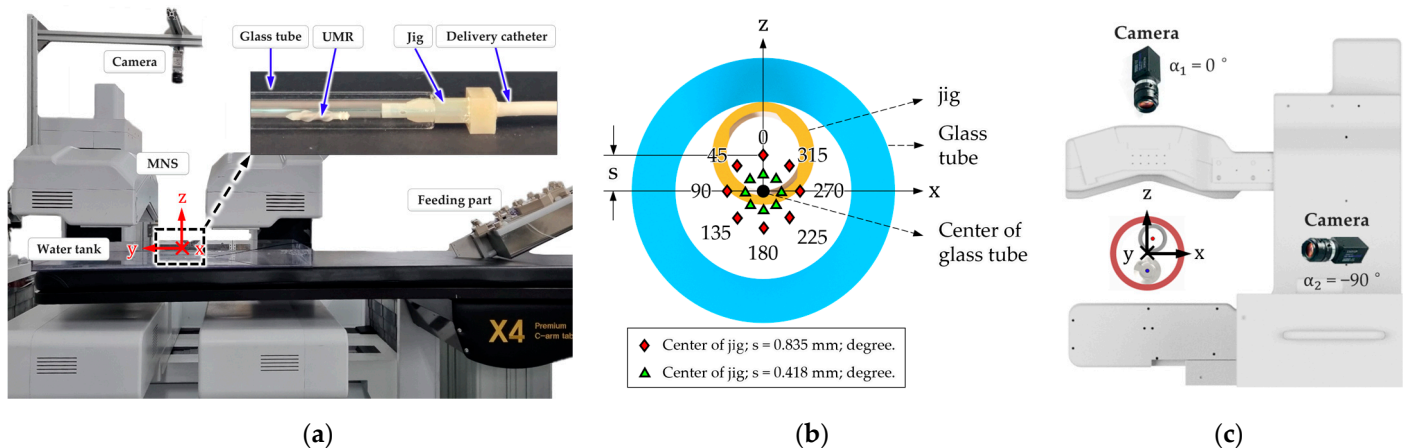 Glass tube
UMR
Jig
Delivery catheter
Camera
MNS
Feeding part
Water tank
z
y
x
X4
Premium
C-arm tab
(a)
z
jig
Glass
tube
0
45
315
s
90
270
x
135
225
180
Center of
glass tube
Center of jig; s = 0.835 mm; degree.
Center of jig; s = 0.418 mm; degree.
(b)
Camera
α₁ = 0 °
z
y
x
Camera
α₂ = −90 °
(c)